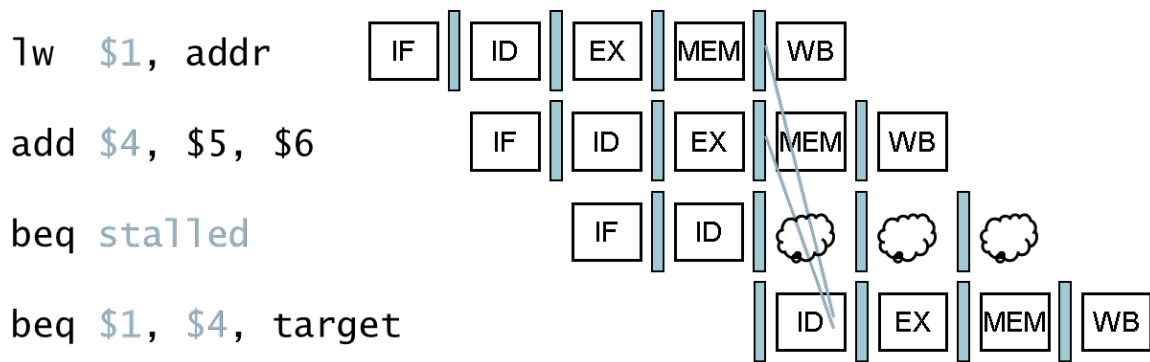 lw $1, addr IF ID EX MEM WB
add $4, $5, $6 IF ID EX MEM WB
beq stalled IF ID
beq $1, $4, target ID EX MEM WB